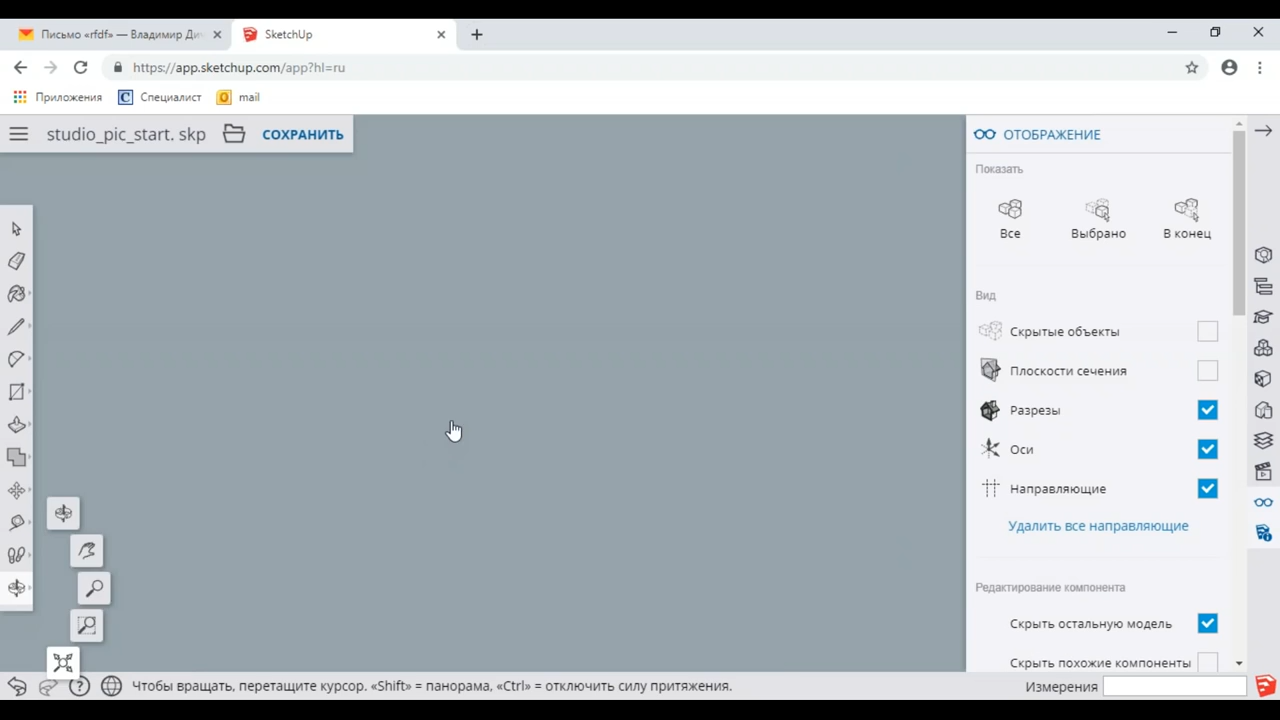 Письмо «rfdf» — Владимир Дич
SketchUp
https://app.sketchup.com/app?hl=ru
Приложения
Специалист
mail
studio_pic_start. skp
СОХРАНИТЬ
ОТОБРАЖЕНИЕ
Показать
Все
Выбрано
В конец
Вид
Скрытые объекты
Плоскости сечения
Разрезы
Оси
Направляющие
Удалить все направляющие
Редактирование компонента
Скрыть остальную модель
Скрыть похожие компоненты
Чтобы вращать, перетащите курсор. «Shift» = панорама, «Ctrl» = отключить силу притяжения.
Измерения